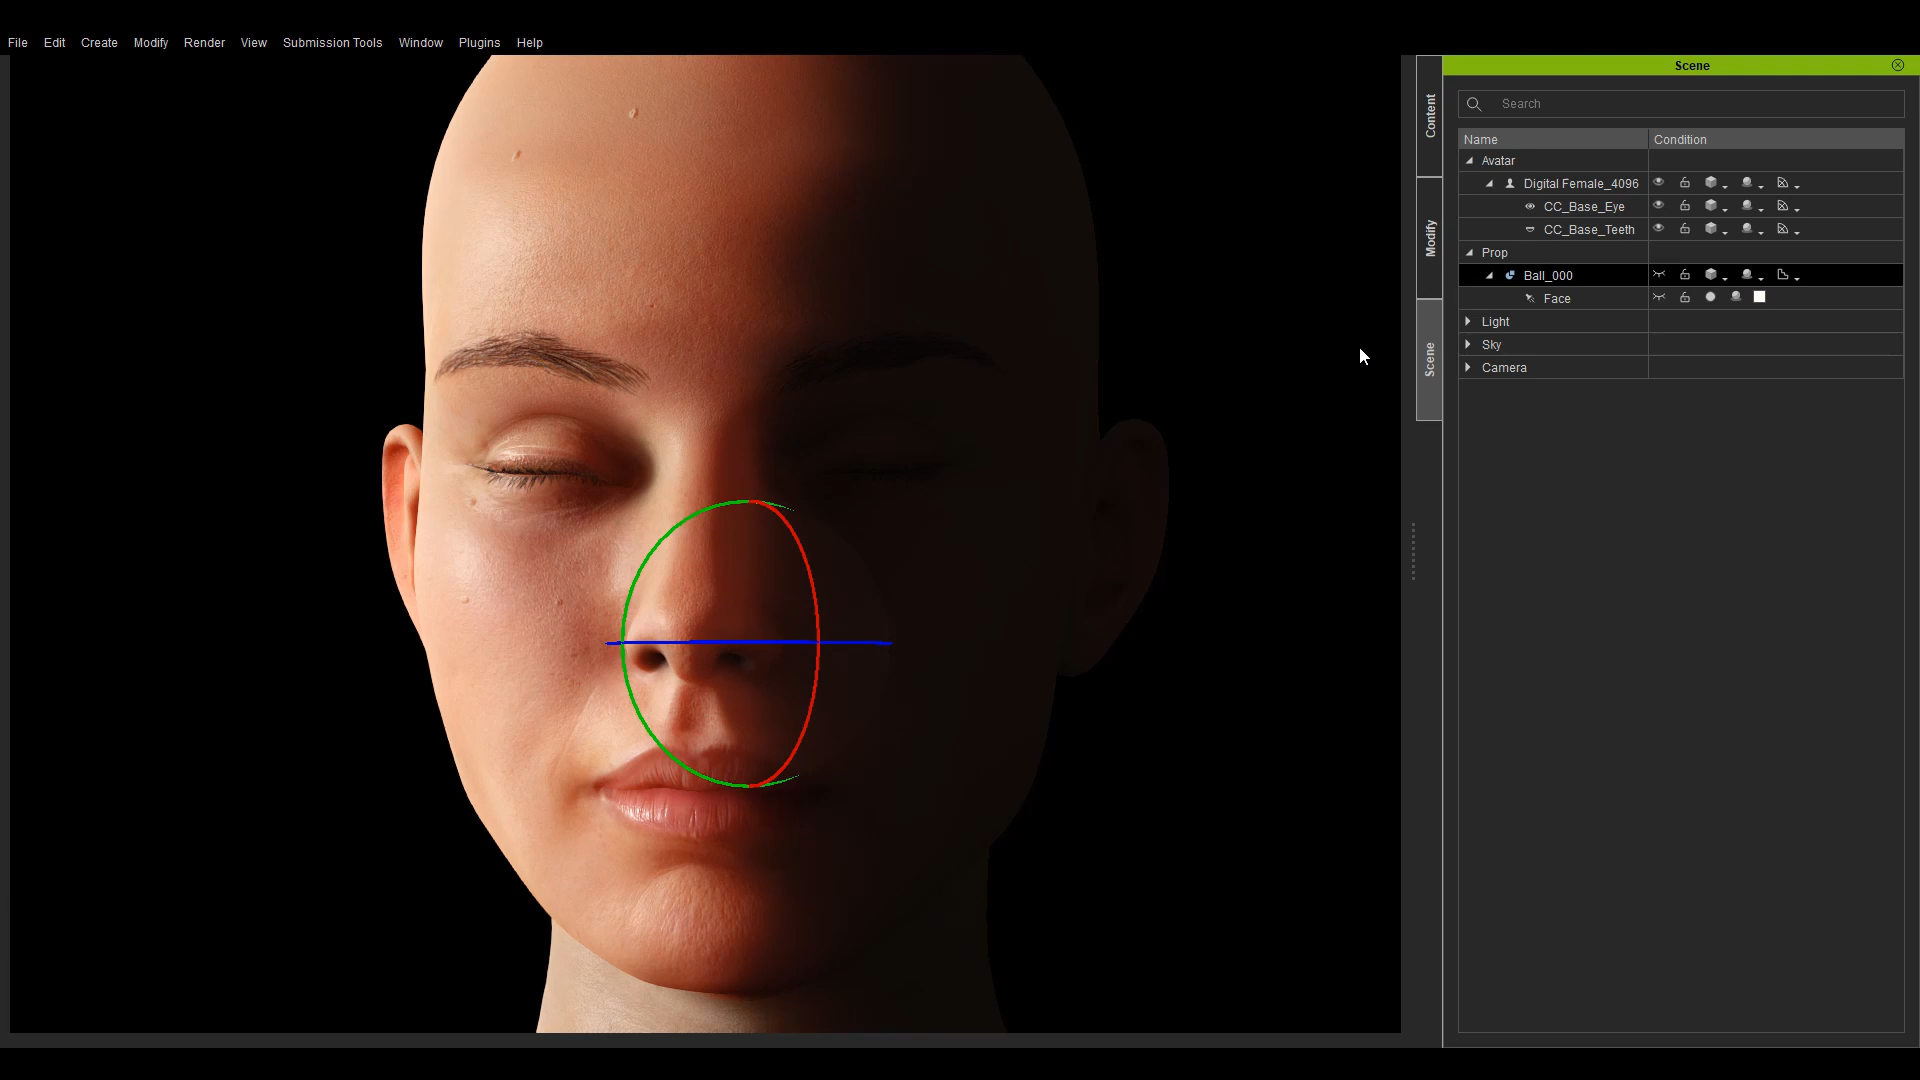 File Edit Create Modify Render View Submission Tools Window Plugins Help
Content
Modify
Scene
Scene
Search
Name Condition
Avatar
Digital Female_4096
CC_Base_Eye
CC_Base_Teeth
Prop
Ball_000
Face
Light
Sky
Camera